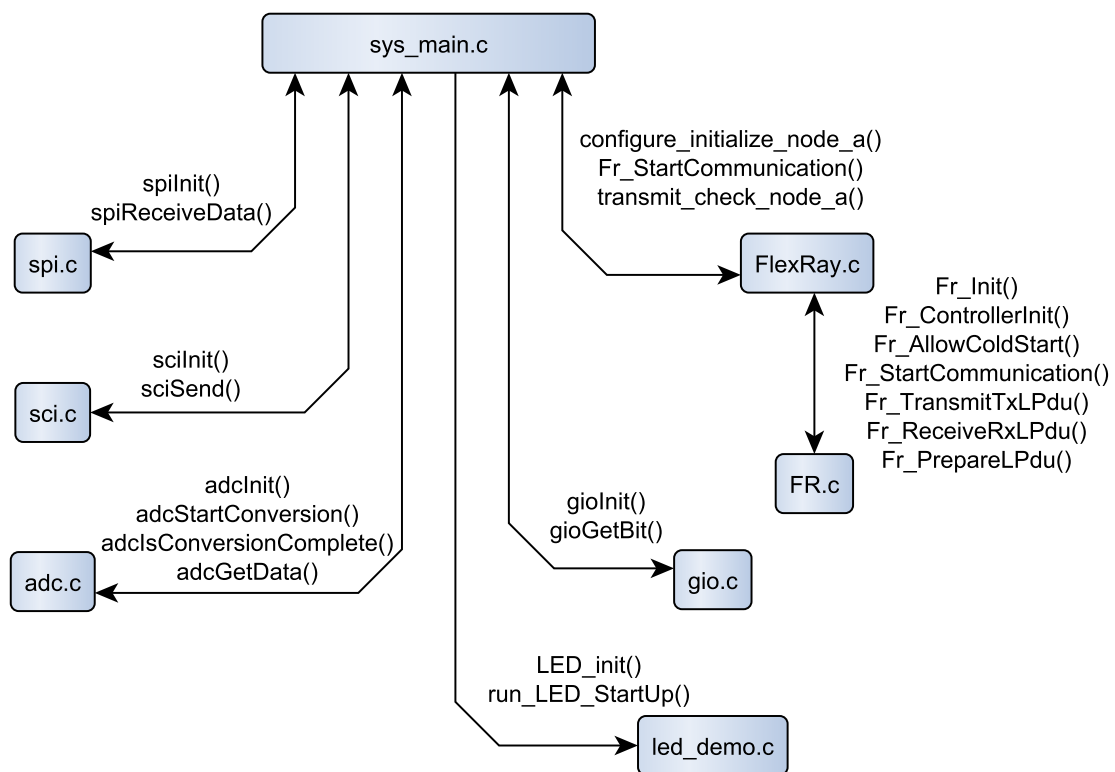 sys_main.c
configure_initialize_node_a()
Fr_StartCommunication()
transmit_check_node_a()
spiInit()
spiReceiveData()
spi.c
FlexRay.c
Fr_Init()
Fr_ControllerInit()
Fr_AllowColdStart()
Fr_StartCommunication()
Fr_TransmitTxLPdu()
Fr_ReceiveRxLPdu()
Fr_PrepareLPdu()
sciInit()
sciSend()
sci.c
FR.c
adcInit()
adcStartConversion()
adcIsConversionComplete()
adcGetData()
adc.c
gioInit()
gioGetBit()
gio.c
LED_init()
run_LED_StartUp()
led_demo.c